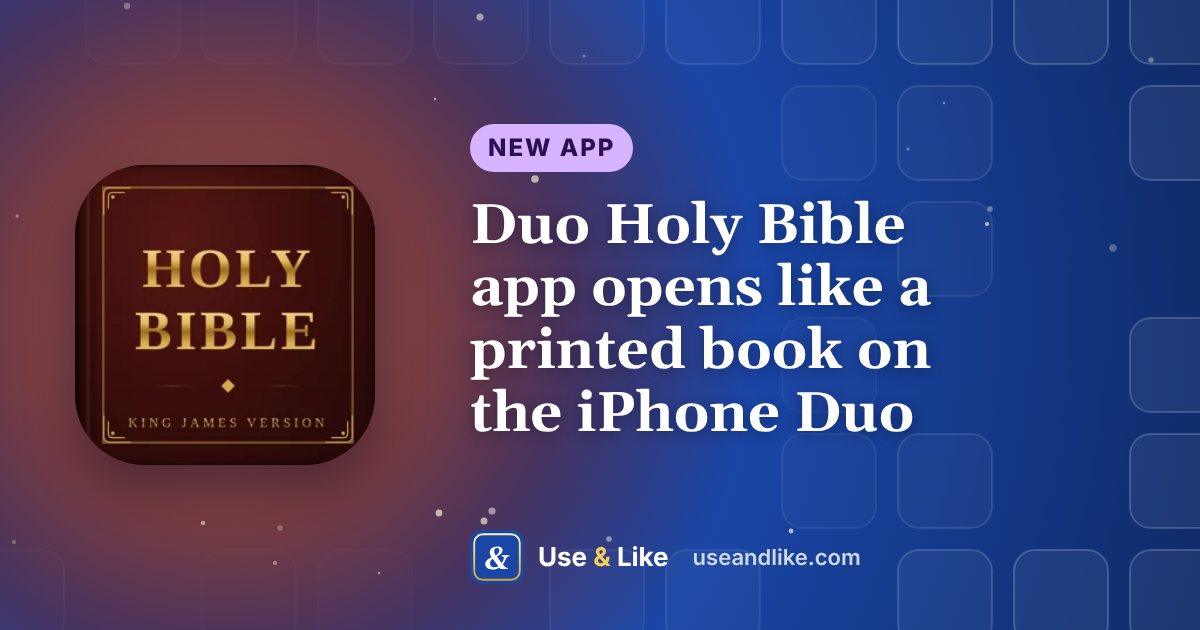 HOLY
BIBLE
KING JAMES VERSION
NEW APP
Duo Holy Bible
app opens like a
printed book on
the iPhone Duo
& Use & Like useandlike.com